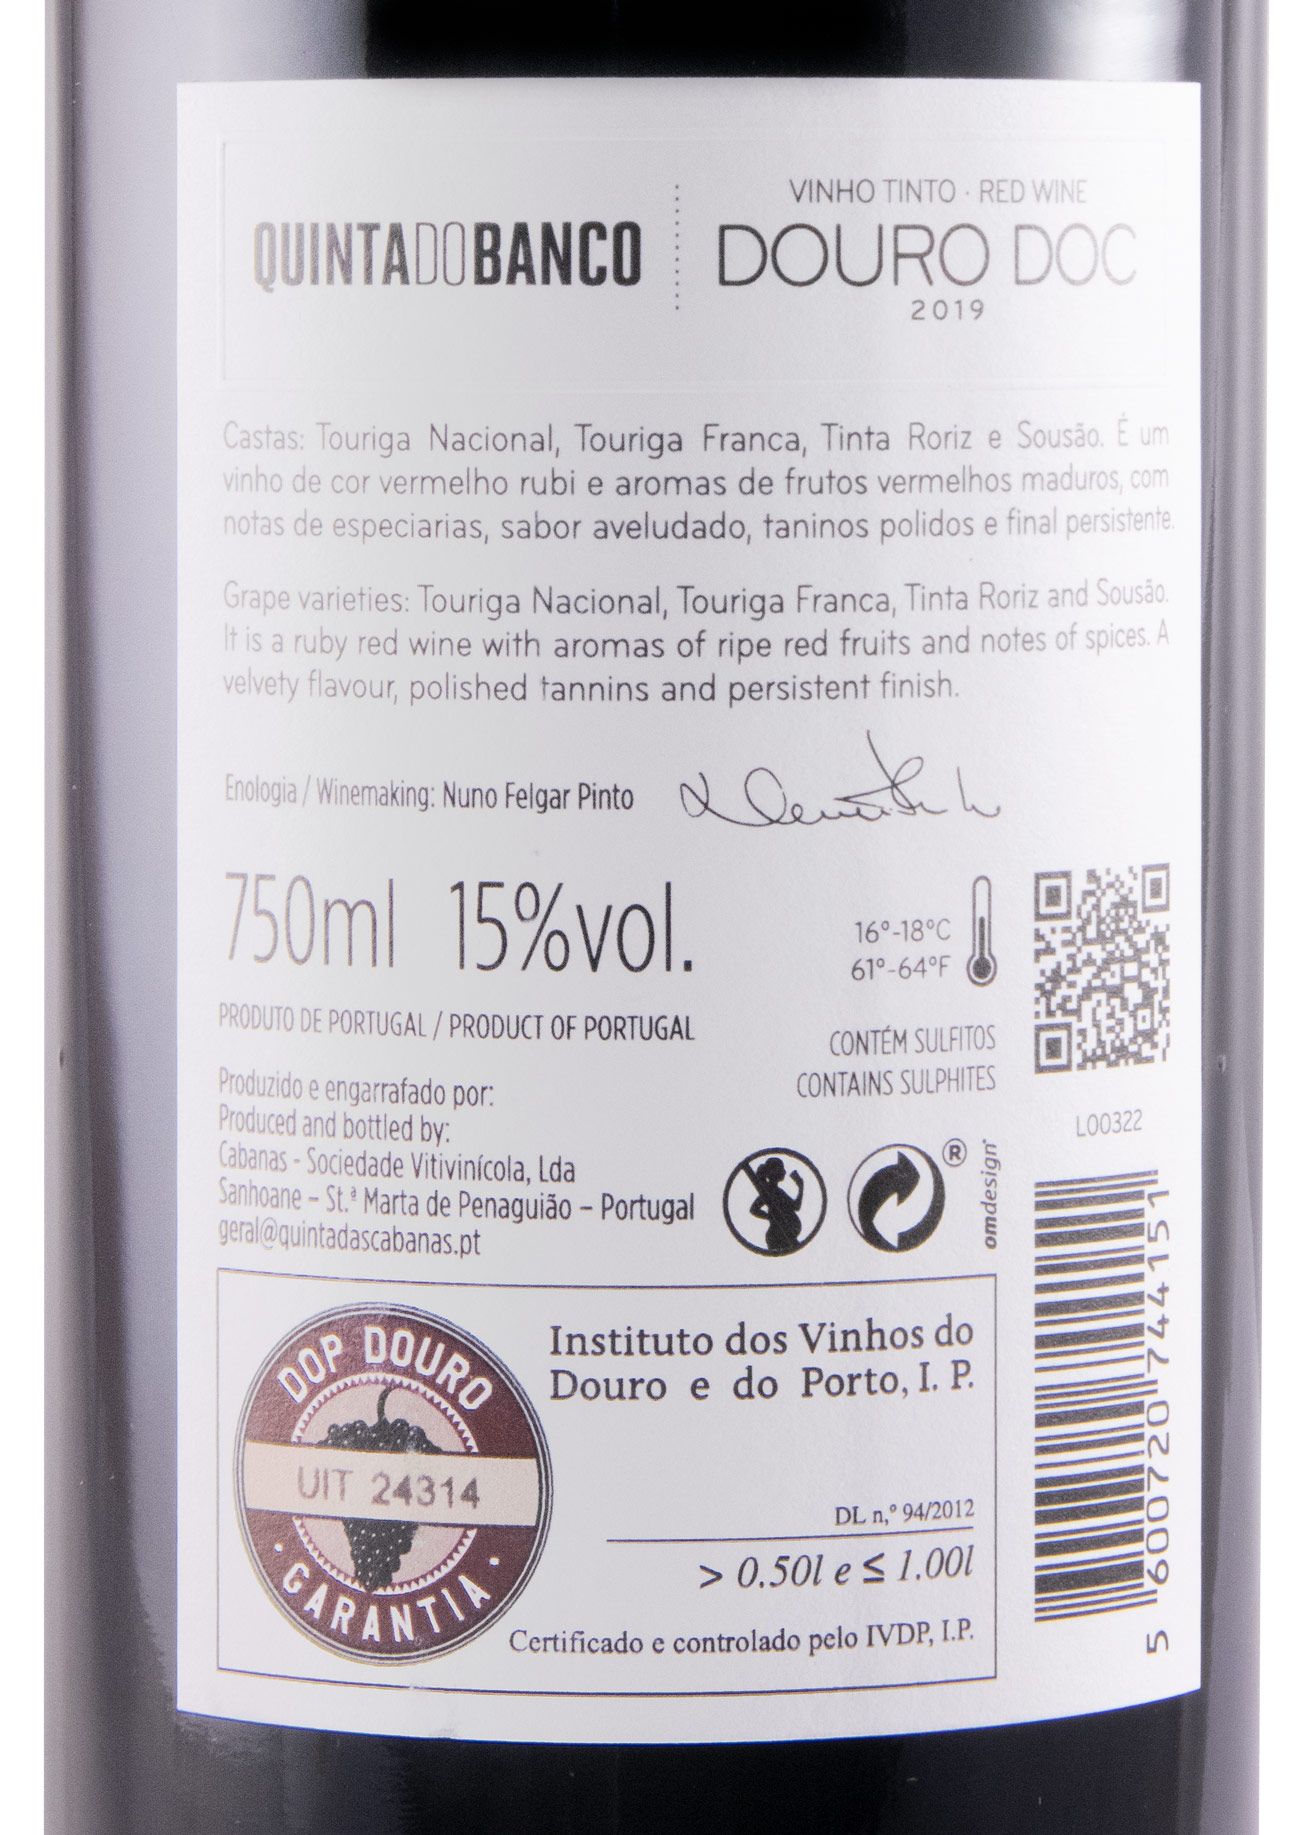 QUINTADOBANCO
VINHO TINTO · RED WINE
DOURO DOC
2019
Castas: Touriga Nacional, Touriga Franca, Tinta Roriz e Sousão. É um
vinho de cor vermelho rubi e aromas de frutos vermelhos maduros, com
notas de especiarias, sabor aveludado, taninos polidos e final persistente.
Grape varieties: Touriga Nacional, Touriga Franca, Tinta Roriz and Sousão.
It is a ruby red wine with aromas of ripe red fruits and notes of spices. A
velvety flavour, polished tannins and persistent finish.
Enologia / Winemaking: Nuno Felgar Pinto
750ml 15%vol.
16º-18ºC
61º-64ºF
PRODUTO DE PORTUGAL / PRODUCT OF PORTUGAL
CONTÉM SULFITOS
CONTAINS SULPHITES
Produzido e engarrafado por:
Produced and bottled by:
Cabanas - Sociedade Vitivinícola, Lda
Sanhoane – St.ª Marta de Penaguião – Portugal
geral@quintadascabanas.pt
®
omdesign
L00322
5 600720 744151
DOP DOURO
UIT 24314
· GARANTIA ·
Instituto dos Vinhos do
Douro e do Porto, I. P.
DL n,º 94/2012
> 0.50l e ≤ 1.00l
Certificado e controlado pelo IVDP, I.P.